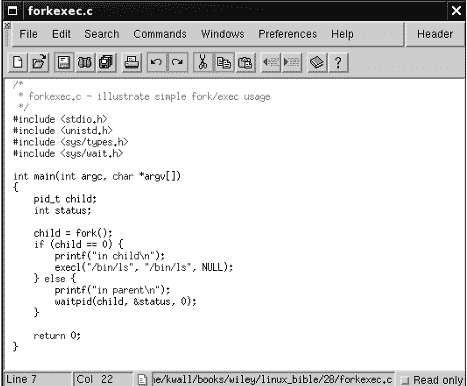 forkexec.c
File Edit Search Commands Windows Preferences Help Header
/*
 * forkexec.c - illustrate simple fork/exec usage
 */
#include <stdio.h>
#include <unistd.h>
#include <sys/types.h>
#include <sys/wait.h>

int main(int argc, char *argv[])
{
    pid_t child;
    int status;

    child = fork();
    if (child == 0) {
        printf("in child\n");
        execl("/bin/ls", "/bin/ls", NULL);
    } else {
        printf("in parent\n");
        waitpid(child, &status, 0);
    }

    return 0;
}
Line 7 Col 22 ne/kwall/books/wiley/linux_bible/28/forkexec.c Read only